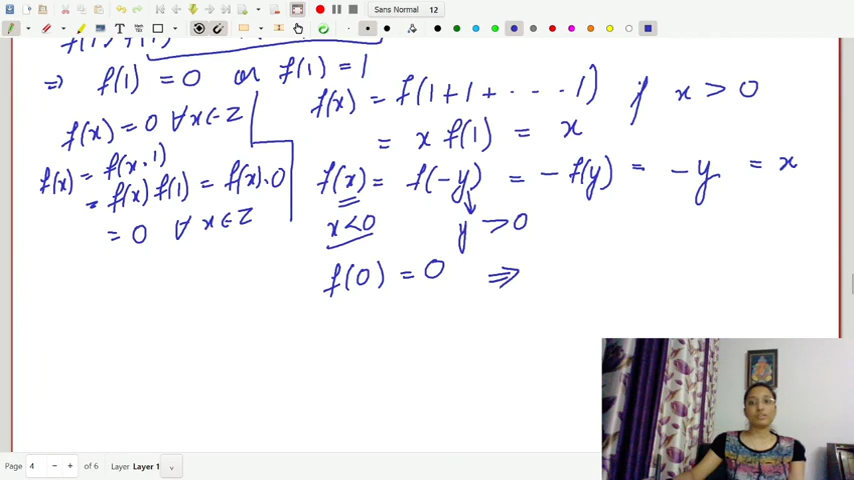 Sans Normal 12
⇒ f(1) = 0 or f(1) = 1
f(x) = 0 ∀x∈Z
f(x) = f(x.1)
= f(x) f(1) = f(x).0
= 0 ∀ x∈Z
f(x) = f(1+1+ ---- 1) if x > 0
= x f(1) = x
f(x) = f(-y) = -f(y) = -y = x
x<0 y >0
f(0) = 0 ⇒
Page 4 - + of 6 Layer Layer 1